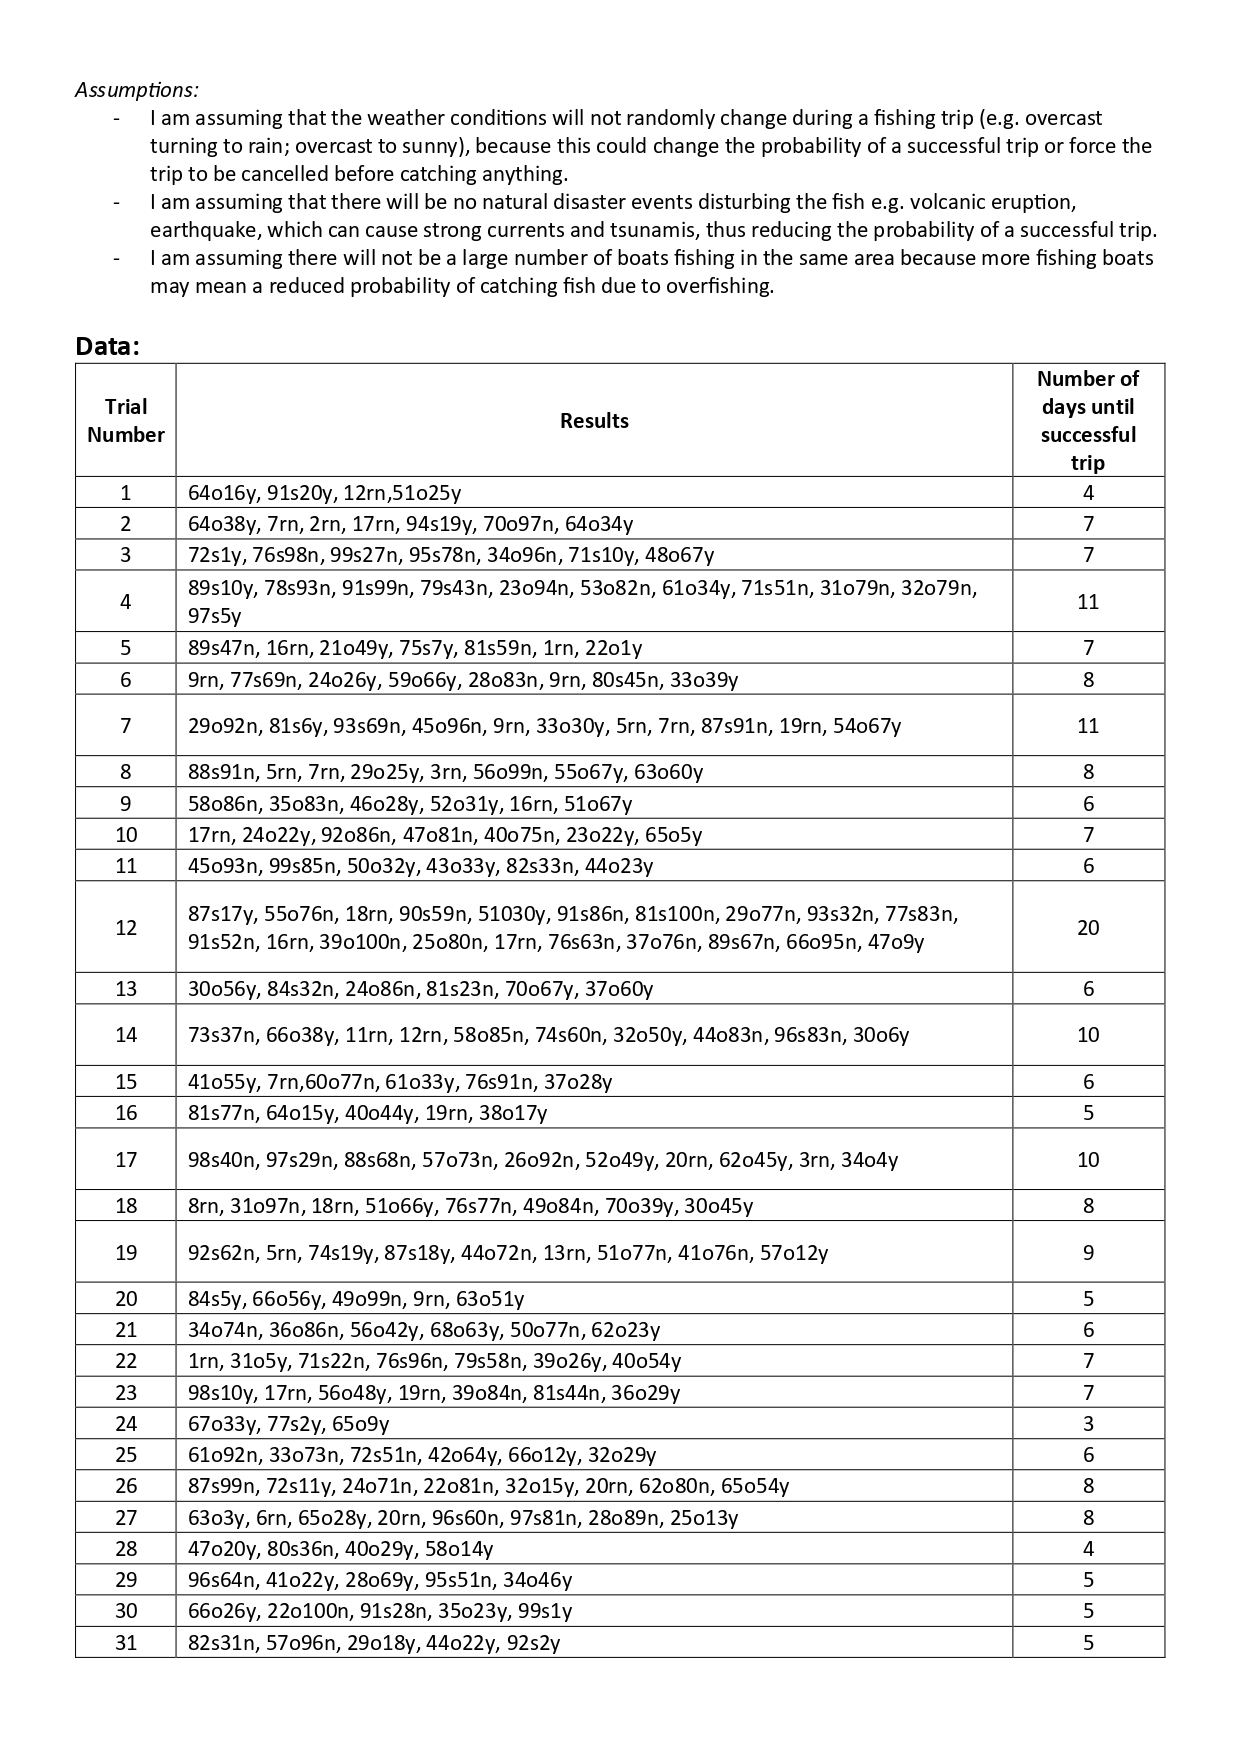 Assumptions:
- I am assuming that the weather conditions will not randomly change during a fishing trip (e.g. overcast
turning to rain; overcast to sunny), because this could change the probability of a successful trip or force the
trip to be cancelled before catching anything.
- I am assuming that there will be no natural disaster events disturbing the fish e.g. volcanic eruption,
earthquake, which can cause strong currents and tsunamis, thus reducing the probability of a successful trip.
- I am assuming there will not be a large number of boats fishing in the same area because more fishing boats
may mean a reduced probability of catching fish due to overfishing.
Data:
Trial Number | Results | Number of days until successful trip
1 | 64o16y, 91s20y, 12rn,51o25y | 4
2 | 64o38y, 7rn, 2rn, 17rn, 94s19y, 70o97n, 64o34y | 7
3 | 72s1y, 76s98n, 99s27n, 95s78n, 34o96n, 71s10y, 48o67y | 7
4 | 89s10y, 78s93n, 91s99n, 79s43n, 23o94n, 53o82n, 61o34y, 71s51n, 31o79n, 32o79n,
97s5y | 11
5 | 89s47n, 16rn, 21o49y, 75s7y, 81s59n, 1rn, 22o1y | 7
6 | 9rn, 77s69n, 24o26y, 59o66y, 28o83n, 9rn, 80s45n, 33o39y | 8
7 | 29o92n, 81s6y, 93s69n, 45o96n, 9rn, 33o30y, 5rn, 7rn, 87s91n, 19rn, 54o67y | 11
8 | 88s91n, 5rn, 7rn, 29o25y, 3rn, 56o99n, 55o67y, 63o60y | 8
9 | 58o86n, 35o83n, 46o28y, 52o31y, 16rn, 51o67y | 6
10 | 17rn, 24o22y, 92o86n, 47o81n, 40o75n, 23o22y, 65o5y | 7
11 | 45o93n, 99s85n, 50o32y, 43o33y, 82s33n, 44o23y | 6
12 | 87s17y, 55o76n, 18rn, 90s59n, 51030y, 91s86n, 81s100n, 29o77n, 93s32n, 77s83n,
91s52n, 16rn, 39o100n, 25o80n, 17rn, 76s63n, 37o76n, 89s67n, 66o95n, 47o9y | 20
13 | 30o56y, 84s32n, 24o86n, 81s23n, 70o67y, 37o60y | 6
14 | 73s37n, 66o38y, 11rn, 12rn, 58o85n, 74s60n, 32o50y, 44o83n, 96s83n, 30o6y | 10
15 | 41o55y, 7rn,60o77n, 61o33y, 76s91n, 37o28y | 6
16 | 81s77n, 64o15y, 40o44y, 19rn, 38o17y | 5
17 | 98s40n, 97s29n, 88s68n, 57o73n, 26o92n, 52o49y, 20rn, 62o45y, 3rn, 34o4y | 10
18 | 8rn, 31o97n, 18rn, 51o66y, 76s77n, 49o84n, 70o39y, 30o45y | 8
19 | 92s62n, 5rn, 74s19y, 87s18y, 44o72n, 13rn, 51o77n, 41o76n, 57o12y | 9
20 | 84s5y, 66o56y, 49o99n, 9rn, 63o51y | 5
21 | 34o74n, 36o86n, 56o42y, 68o63y, 50o77n, 62o23y | 6
22 | 1rn, 31o5y, 71s22n, 76s96n, 79s58n, 39o26y, 40o54y | 7
23 | 98s10y, 17rn, 56o48y, 19rn, 39o84n, 81s44n, 36o29y | 7
24 | 67o33y, 77s2y, 65o9y | 3
25 | 61o92n, 33o73n, 72s51n, 42o64y, 66o12y, 32o29y | 6
26 | 87s99n, 72s11y, 24o71n, 22o81n, 32o15y, 20rn, 62o80n, 65o54y | 8
27 | 63o3y, 6rn, 65o28y, 20rn, 96s60n, 97s81n, 28o89n, 25o13y | 8
28 | 47o20y, 80s36n, 40o29y, 58o14y | 4
29 | 96s64n, 41o22y, 28o69y, 95s51n, 34o46y | 5
30 | 66o26y, 22o100n, 91s28n, 35o23y, 99s1y | 5
31 | 82s31n, 57o96n, 29o18y, 44o22y, 92s2y | 5